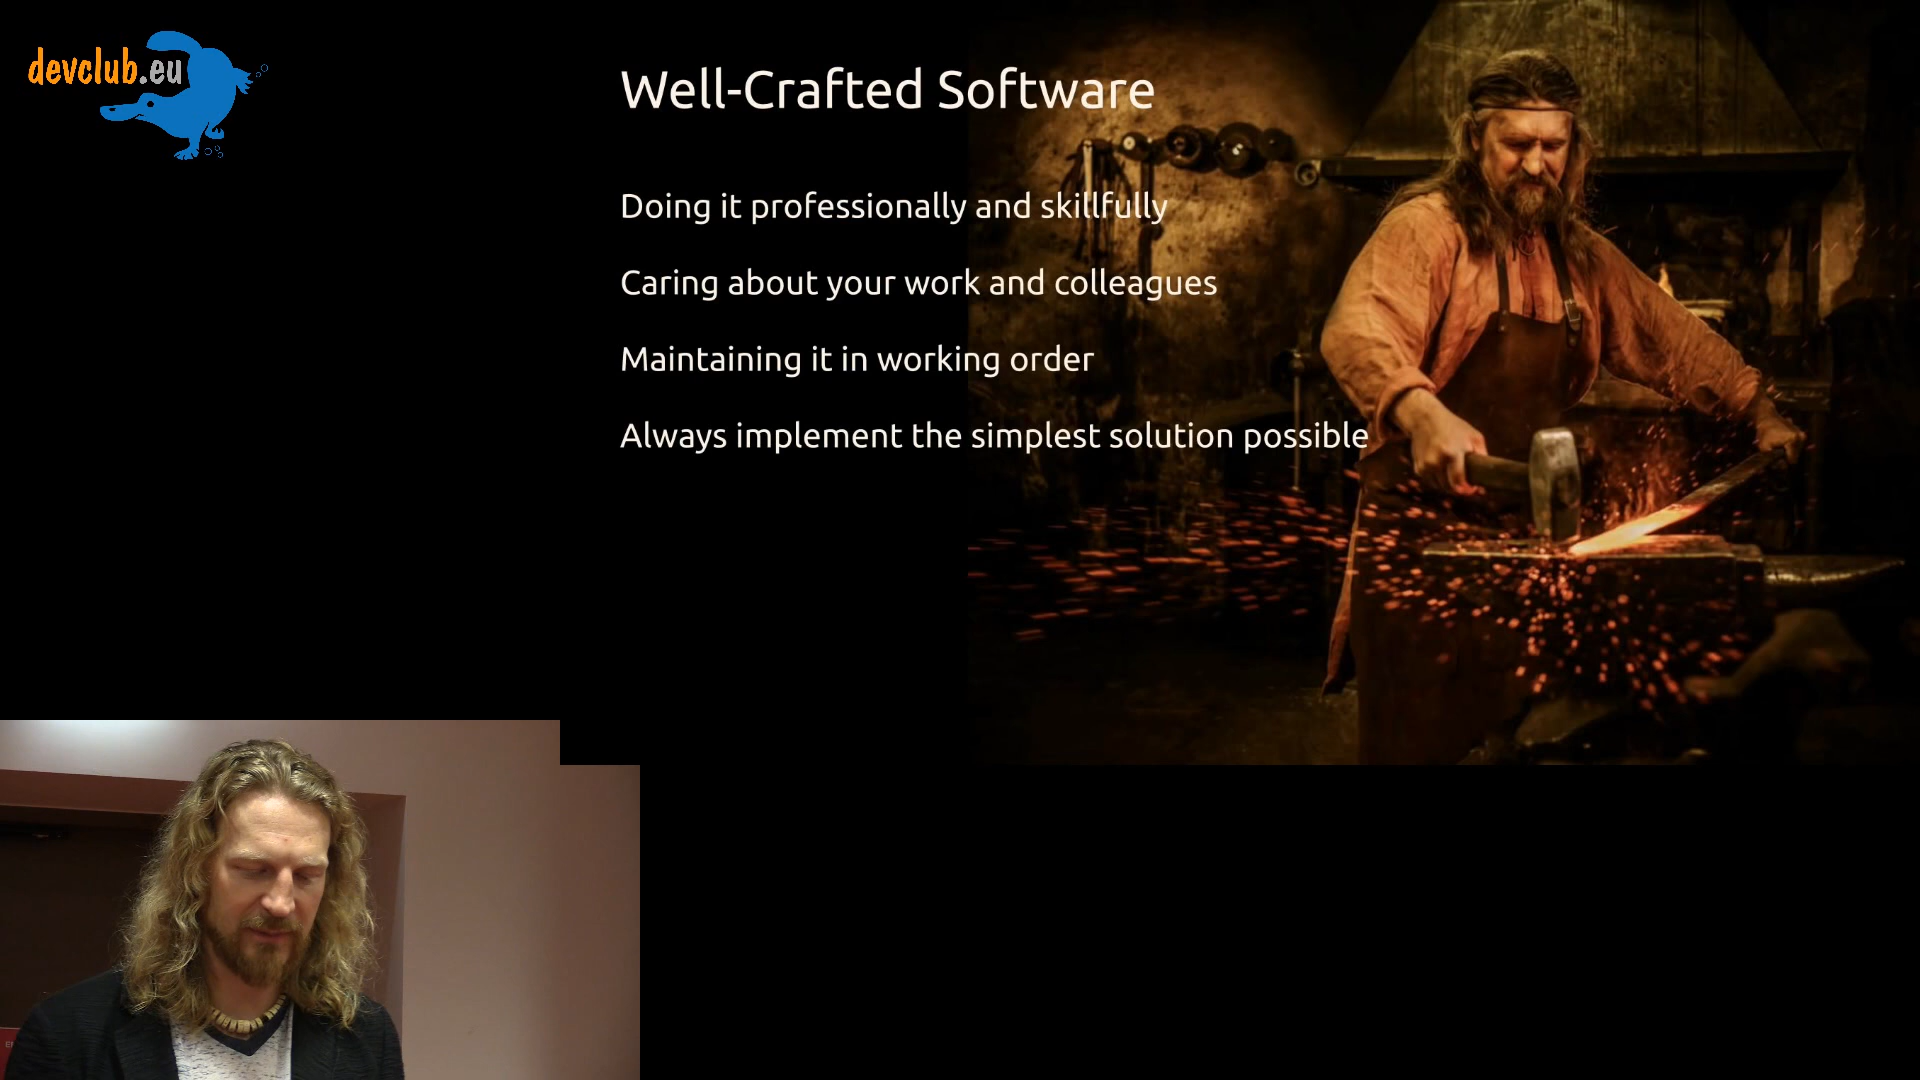 devclub.eu
Well-Crafted Software
Doing it professionally and skillfully
Caring about your work and colleagues
Maintaining it in working order
Always implement the simplest solution possible